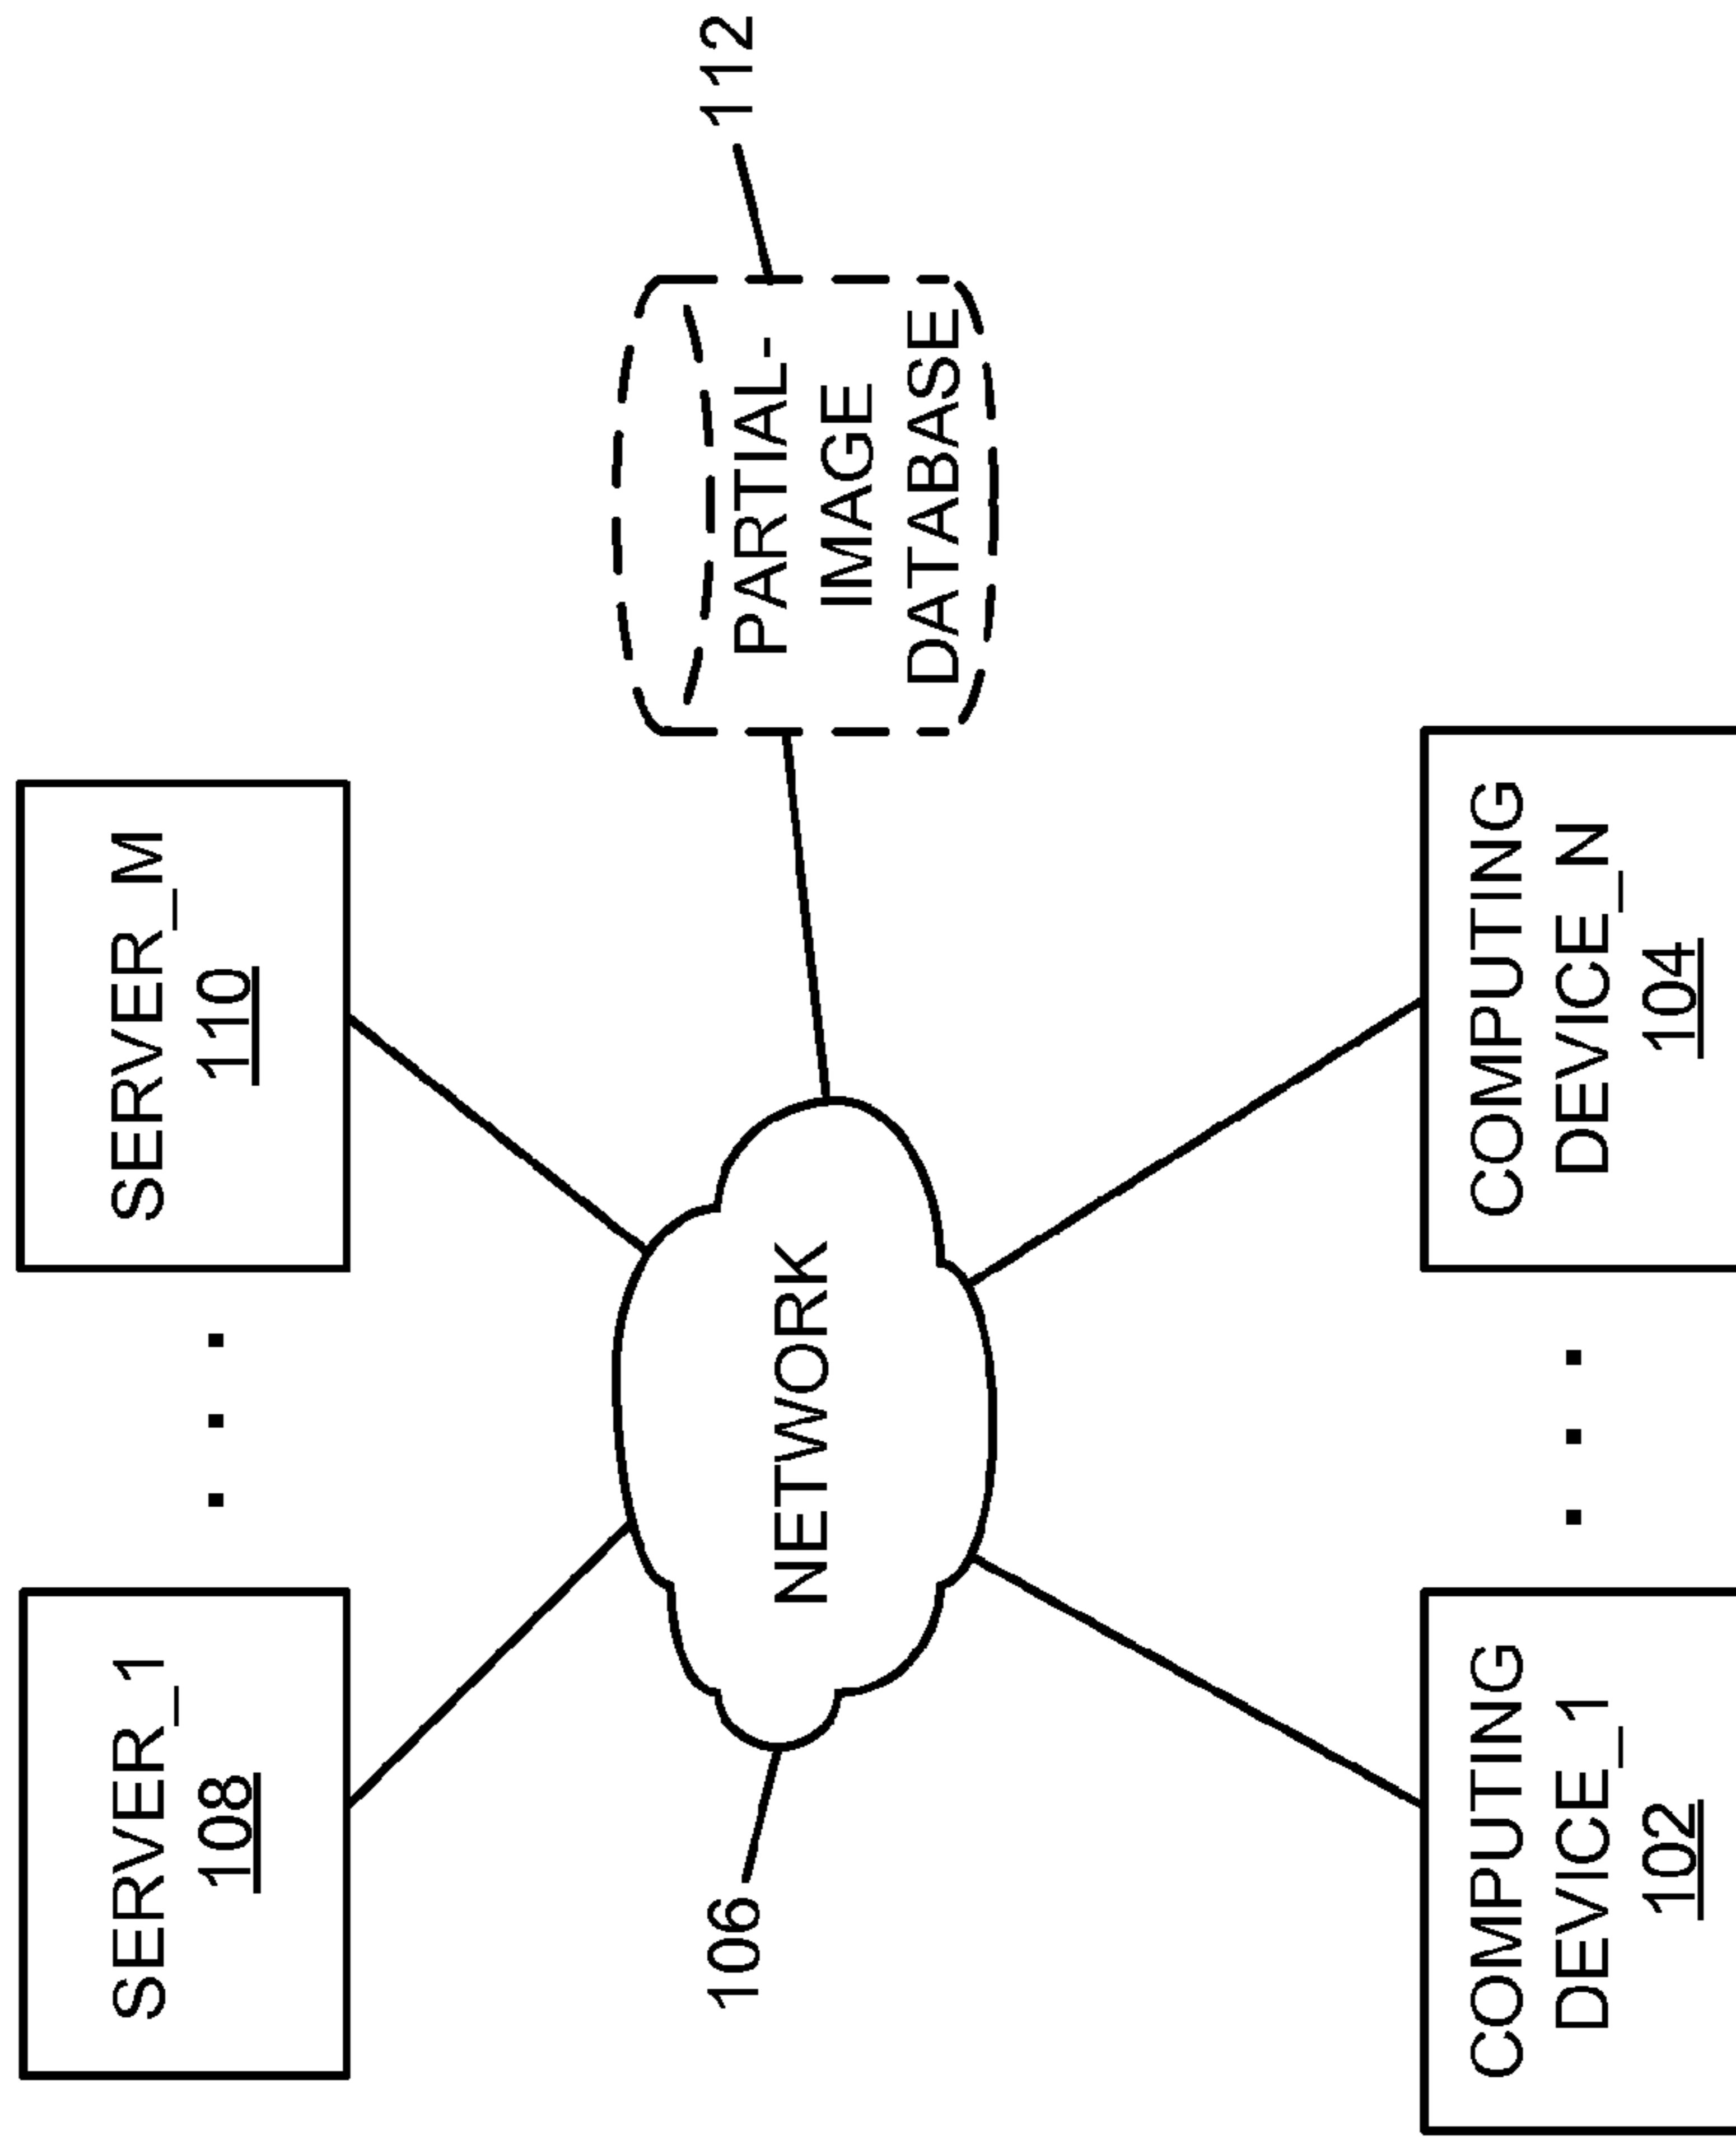 SERVER_1
108
. . .
SERVER_M
110
106
NETWORK
PARTIAL-
IMAGE
DATABASE
112
COMPUTING
DEVICE_1
102
. . .
COMPUTING
DEVICE_N
104